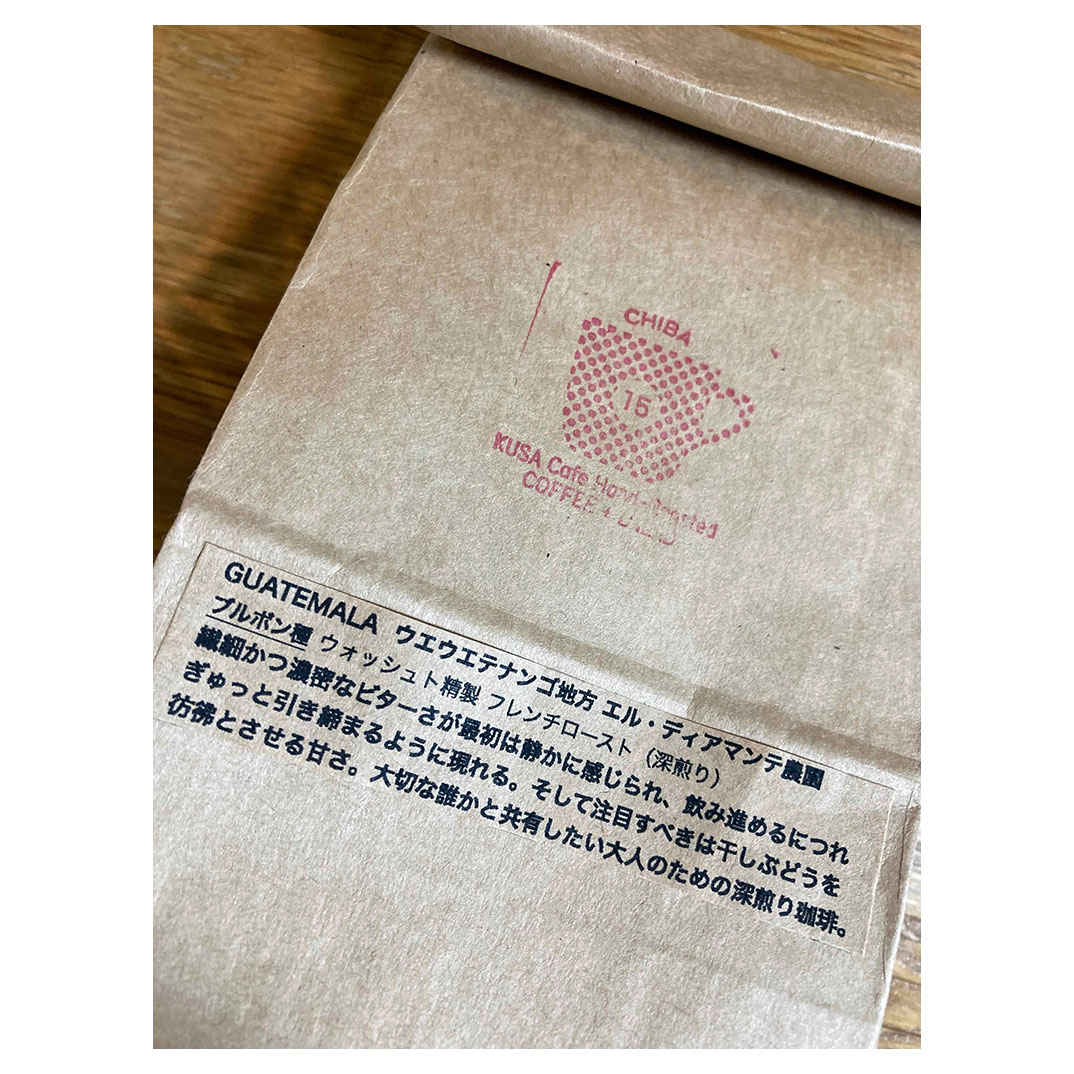 CHIBA
16
KUSA Cafe Hand-Roasted
COFFEE +
GUATEMALA ウエウエテナンゴ地方 エル・ディアマンテ農園
ブルボン種 ウォッシュト精製 フレンチロースト（深煎り）
繊細かつ濃密なビターさが最初は静かに感じられ、飲み進めるにつれ
ぎゅっと引き締まるように現れる。そして注目すべきは干しぶどうを
彷彿とさせる甘さ。大切な誰かと共有したい大人のための深煎り珈琲。